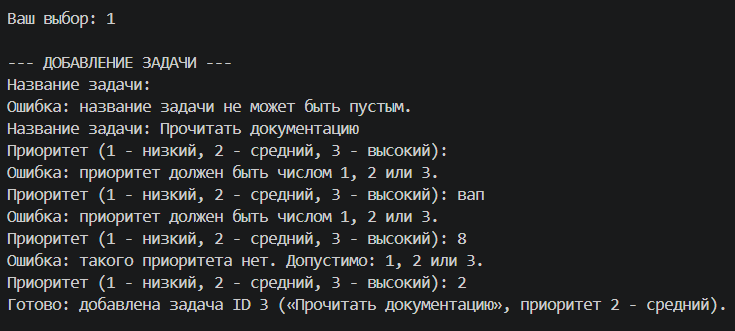 Ваш выбор: 1
--- ДОБАВЛЕНИЕ ЗАДАЧИ ---
Название задачи:
Ошибка: название задачи не может быть пустым.
Название задачи: Прочитать документацию
Приоритет (1 - низкий, 2 - средний, 3 - высокий):
Ошибка: приоритет должен быть числом 1, 2 или 3.
Приоритет (1 - низкий, 2 - средний, 3 - высокий): вап
Ошибка: приоритет должен быть числом 1, 2 или 3.
Приоритет (1 - низкий, 2 - средний, 3 - высокий): 8
Ошибка: такого приоритета нет. Допустимо: 1, 2 или 3.
Приоритет (1 - низкий, 2 - средний, 3 - высокий): 2
Готово: добавлена задача ID 3 («Прочитать документацию», приоритет 2 - средний).